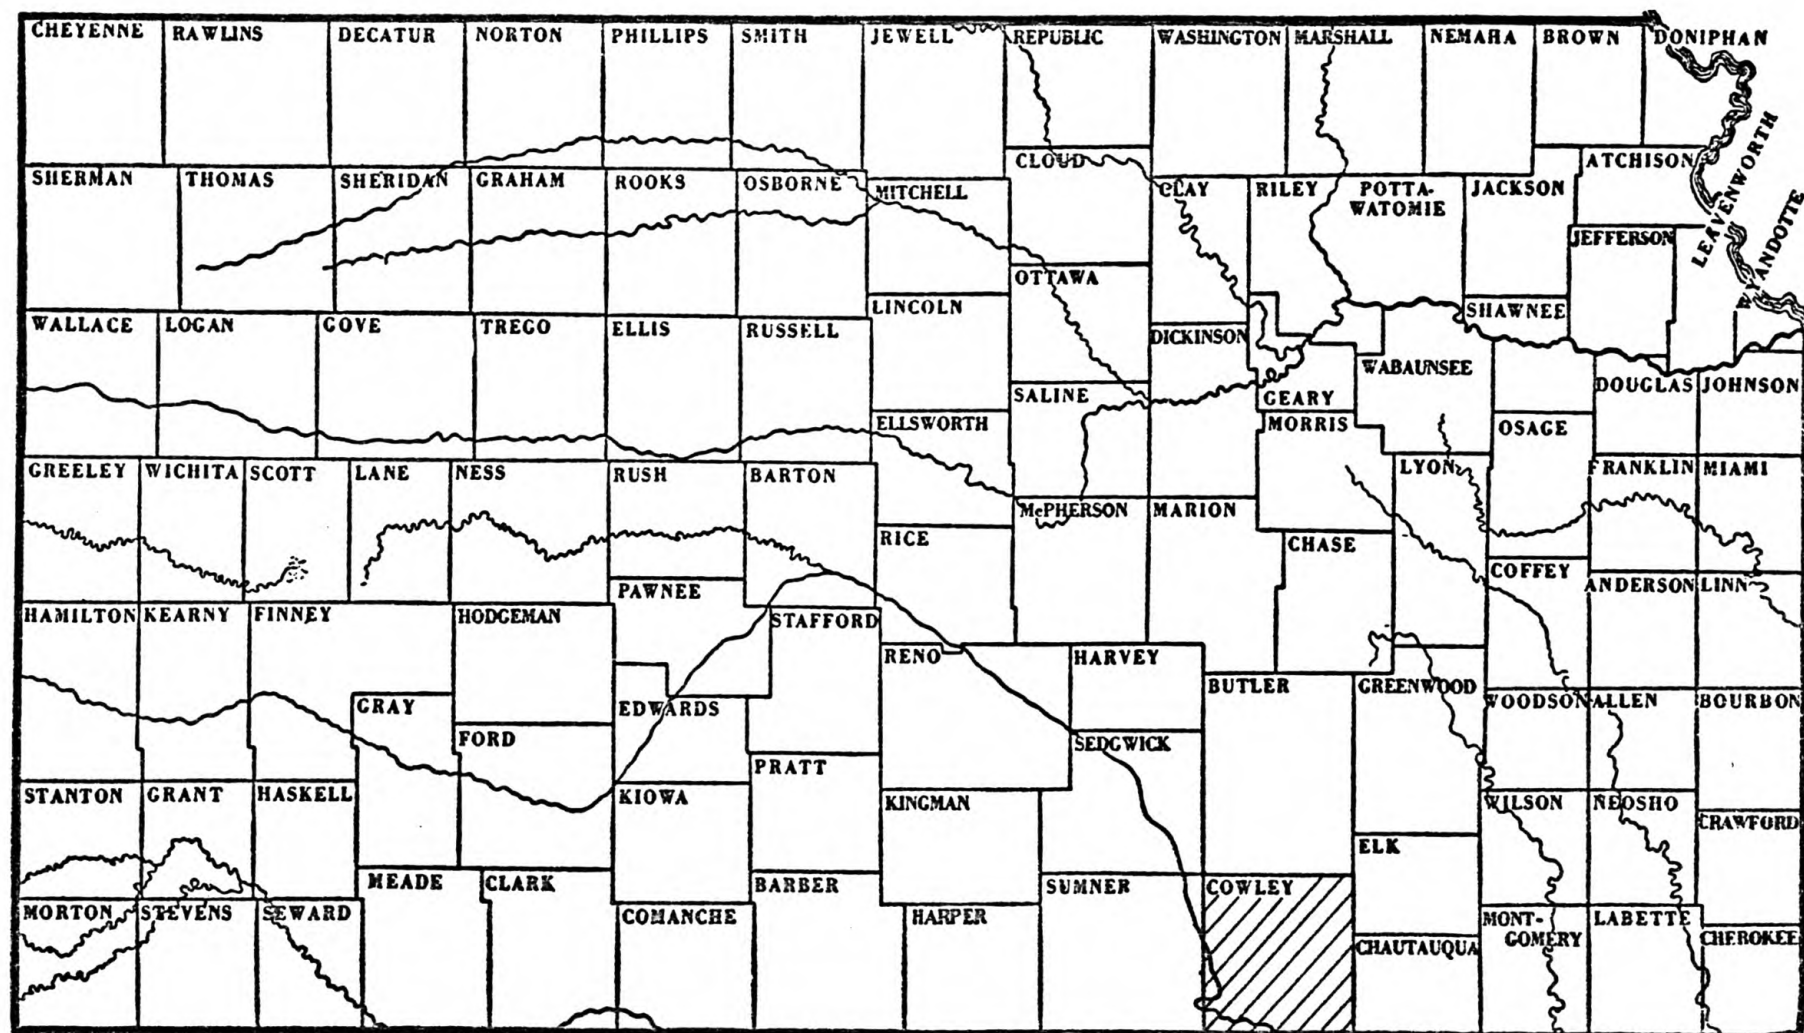 CHEYENNE
RAWLINS
DECATUR
NORTON
PHILLIPS
SMITH
JEWELL
REPUBLIC
WASHINGTON
MARSHALL
NEMAHA
BROWN
DONIPHAN
SHERMAN
THOMAS
SHERIDAN
GRAHAM
ROOKS
OSBORNE
MITCHELL
CLOUD
CLAY
RILEY
POTTA-
WATOMIE
JACKSON
ATCHISON
JEFFERSON
LEAVENWORTH
WYANDOTTE
WALLACE
LOGAN
GOVE
TREGO
ELLIS
RUSSELL
LINCOLN
OTTAWA
DICKINSON
SHAWNEE
WABAUNSEE
GEARY
DOUGLAS
JOHNSON
SALINE
ELLSWORTH
MORRIS
OSAGE
GREELEY
WICHITA
SCOTT
LANE
NESS
RUSH
BARTON
RICE
McPHERSON
MARION
CHASE
LYON
FRANKLIN
MIAMI
COFFEY
ANDERSON
LINN
HAMILTON
KEARNY
FINNEY
HODGEMAN
PAWNEE
STAFFORD
RENO
HARVEY
BUTLER
GREENWOOD
WOODSON
ALLEN
BOURBON
GRAY
FORD
EDWARDS
PRATT
SEDGWICK
STANTON
GRANT
HASKELL
KIOWA
KINGMAN
WILSON
NEOSHO
CRAWFORD
ELK
MEADE
CLARK
BARBER
SUMNER
COWLEY
MORTON
STEVENS
SEWARD
COMANCHE
HARPER
CHAUTAUQUA
MONT-
GOMERY
LABETTE
CHEROKEE